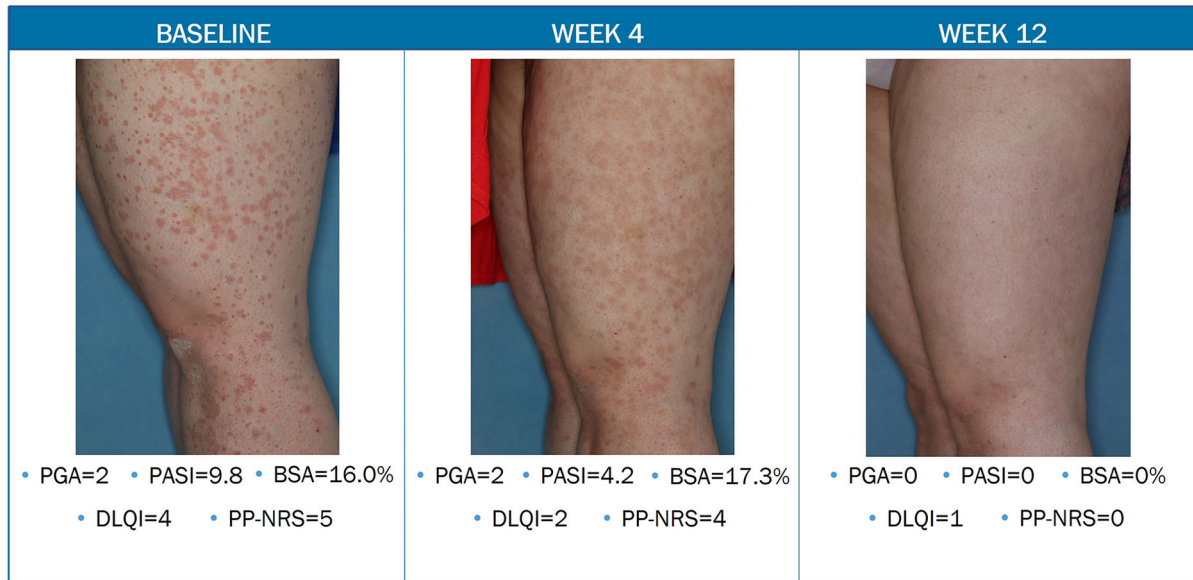 BASELINE
WEEK 4
WEEK 12
• PGA=2 • PASI=9.8 • BSA=16.0%
• DLQI=4 • PP-NRS=5
• PGA=2 • PASI=4.2 • BSA=17.3%
• DLQI=2 • PP-NRS=4
• PGA=0 • PASI=0 • BSA=0%
• DLQI=1 • PP-NRS=0